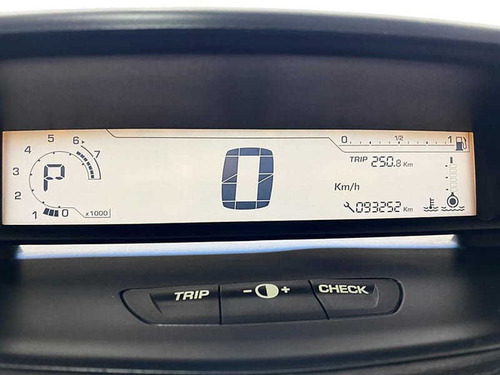 0 1/2 1
5 6 7
4
3
2
1 0 x1000
P
0
TRIP 250.8 Km
Km/h
093252 Km
TRIP - + CHECK